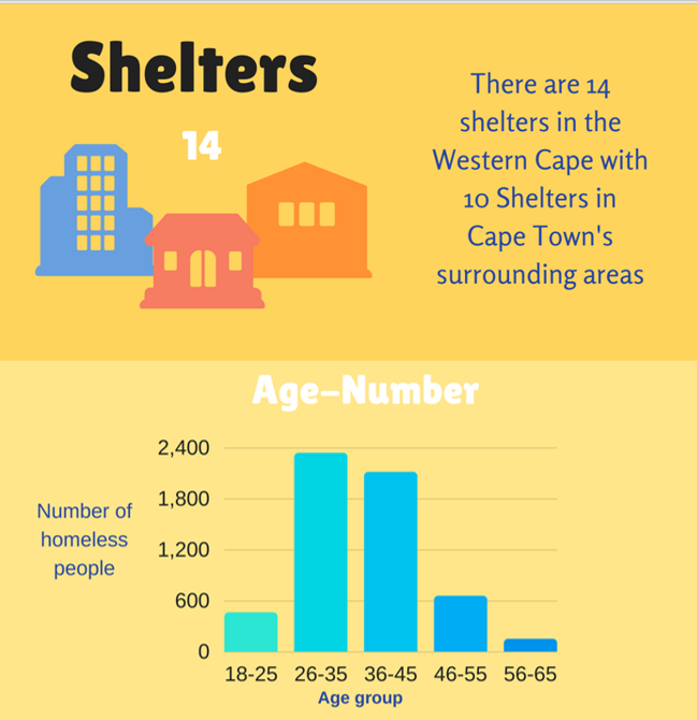 Shelters
14
There are 14
shelters in the
Western Cape with
10 Shelters in
Cape Town's
surrounding areas
Age-Number
Number of
homeless
people
2,400
1,800
1,200
600
0
18-25 26-35 36-45 46-55 56-65
Age group